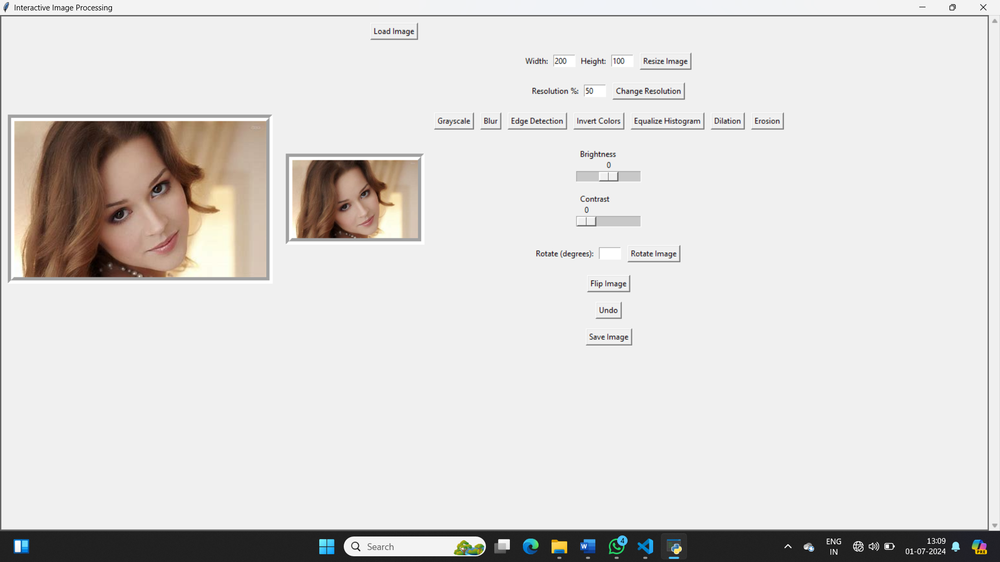 Interactive Image Processing
Load Image
Width: 200 Height: 100 Resize Image
Resolution %: 50 Change Resolution
Grayscale Blur Edge Detection Invert Colors Equalize Histogram Dilation Erosion
Brightness
0
Contrast
0
Rotate (degrees): Rotate Image
Flip Image
Undo
Save Image
Search
W
4
ENG
IN
13:09
01-07-2024
PRE